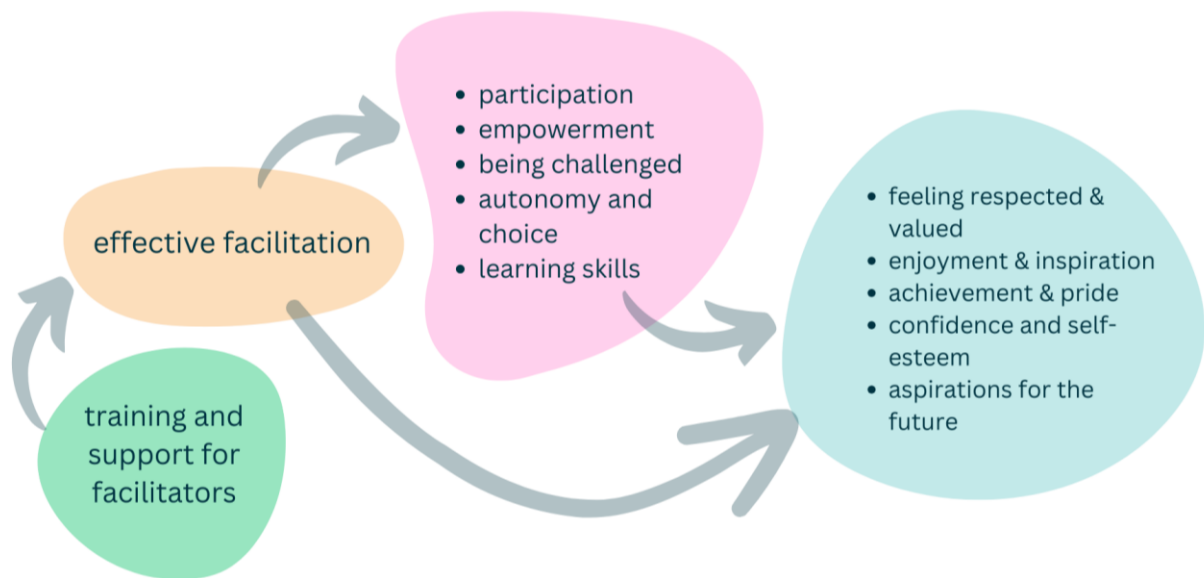 • participation
• empowerment
• being challenged
• autonomy and
choice
• learning skills
effective facilitation
training and
support for
facilitators
• feeling respected &
valued
• enjoyment & inspiration
• achievement & pride
• confidence and self-
esteem
• aspirations for the
future